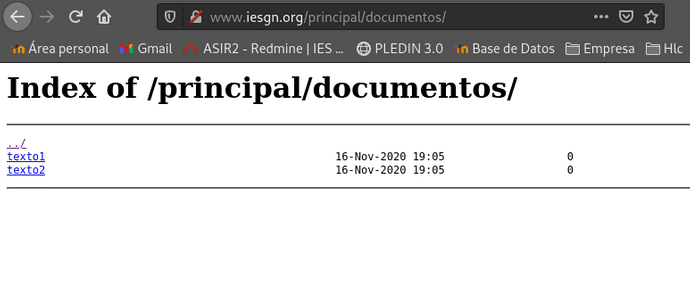 www.iesgn.org/principal/documentos/
Área personal Gmail ASIR2 - Redmine | IES ... PLEDIN 3.0 Base de Datos Empresa Hlc
Index of /principal/documentos/
../
texto1 16-Nov-2020 19:05 0
texto2 16-Nov-2020 19:05 0